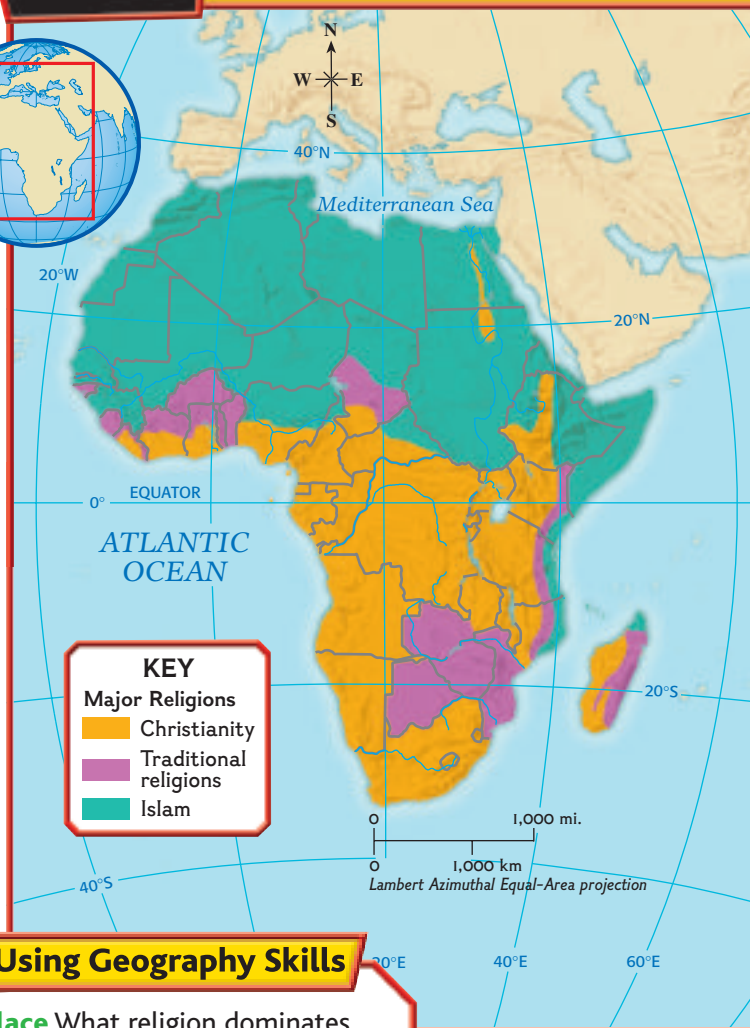 N
W E
S
40°N
Mediterranean Sea
20°W
20°N
0° EQUATOR
ATLANTIC
OCEAN
KEY
Major Religions
Christianity
Traditional
religions
Islam
20°S
0 1,000 mi.
0 1,000 km
Lambert Azimuthal Equal-Area projection
40°S
Using Geography Skills
20°E 40°E 60°E
What religion dominates